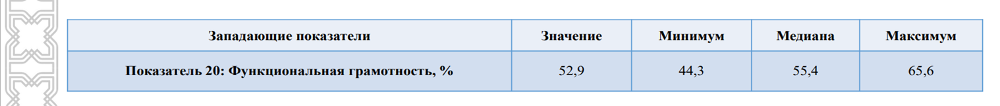 Западающие показатели Значение Минимум Медиана Максимум
Показатель 20: Функциональная грамотность, % 52,9 44,3 55,4 65,6